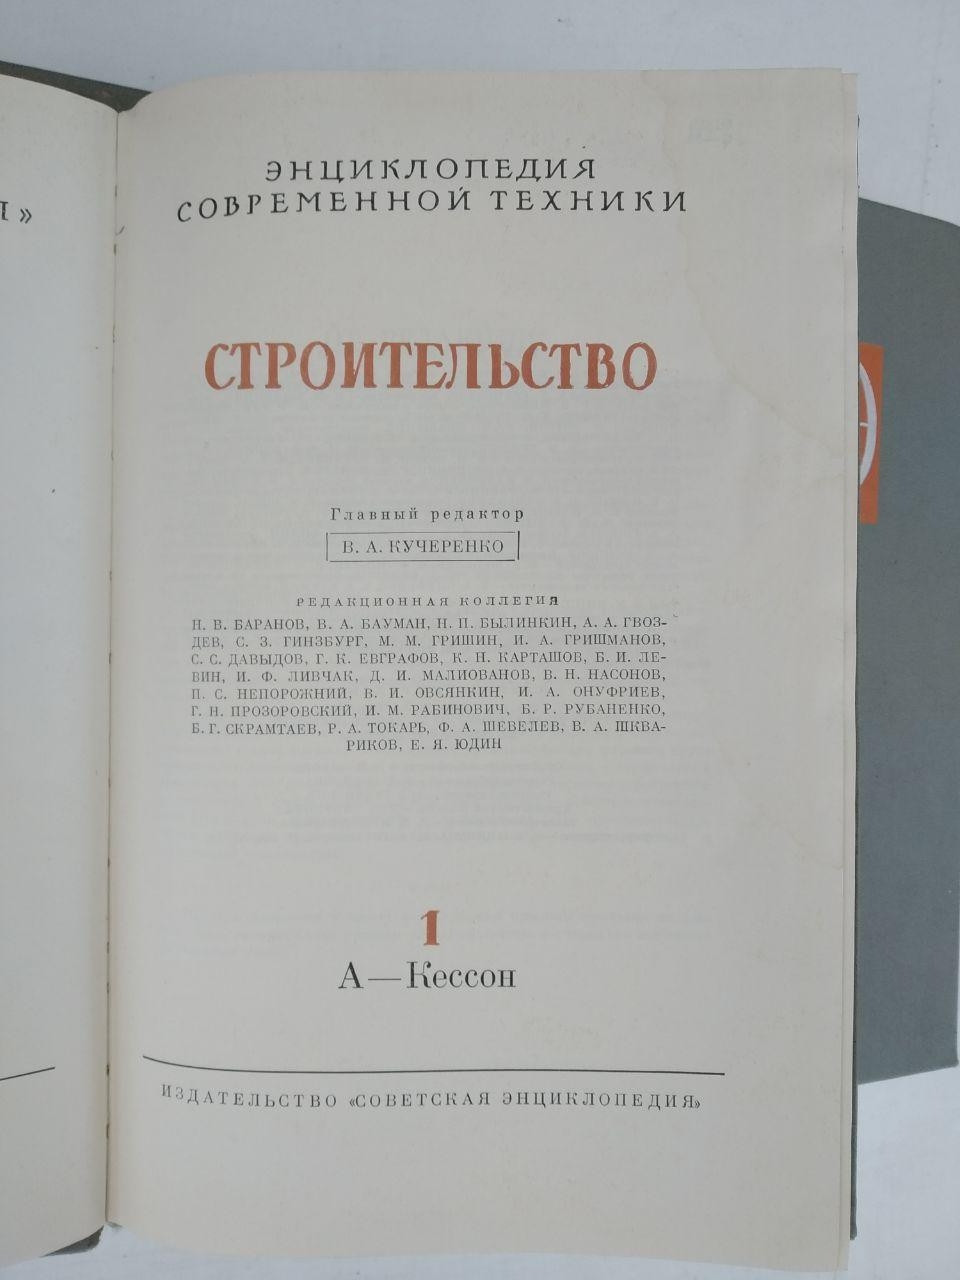 Л»
ЭНЦИКЛОПЕДИЯ
СОВРЕМЕННОЙ ТЕХНИКИ
СТРОИТЕЛЬСТВО
Главный редактор
В. А. КУЧЕРЕНКО
РЕДАКЦИОННАЯ КОЛЛЕГИЯ
Н. В. БАРАНОВ, В. А. БАУМАН, Н. П. БЫЛИНКИН, А. А. ГВОЗ-
ДЕВ, С. З. ГИНЗБУРГ, М. М. ГРИШИН, И. А. ГРИШМАНОВ,
С. С. ДАВЫДОВ, Г. К. ЕВГРАФОВ, К. Н. КАРТАШОВ, Б. И. ЛЕ-
ВИН, И. Ф. ЛИВЧАК, Д. И. МАЛИОВАНОВ, В. Н. НАСОНОВ,
П. С. НЕПОРОЖНИЙ, В. И. ОВСЯНКИН, И. А. ОНУФРИЕВ,
Г. Н. ПРОЗОРОВСКИЙ, И. М. РАБИНОВИЧ, Б. Р. РУБАНЕНКО,
Б. Г. СКРАМТАЕВ, Р. А. ТОКАРЬ, Ф. А. ШЕВЕЛЕВ, В. А. ШКВА-
РИКОВ, Е. Я. ЮДИН
1
А—Кессон
ИЗДАТЕЛЬСТВО «СОВЕТСКАЯ ЭНЦИКЛОПЕДИЯ»
Э